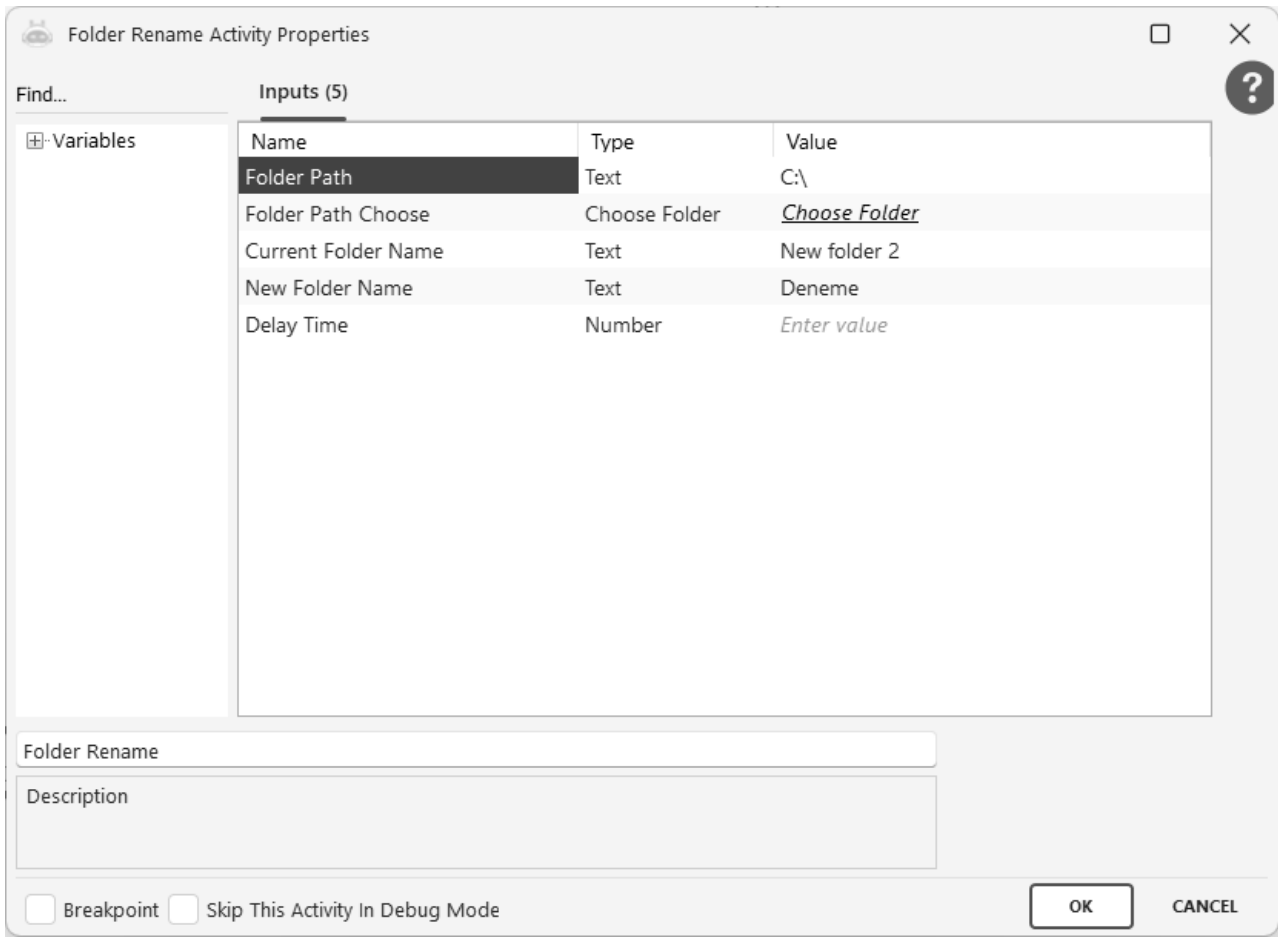 Folder Rename Activity Properties
Find...
Inputs (5)
?
Variables
Name Type Value
Folder Path Text C:\
Folder Path Choose Choose Folder Choose Folder
Current Folder Name Text New folder 2
New Folder Name Text Deneme
Delay Time Number Enter value
Folder Rename
Description
Breakpoint Skip This Activity In Debug Mode OK CANCEL